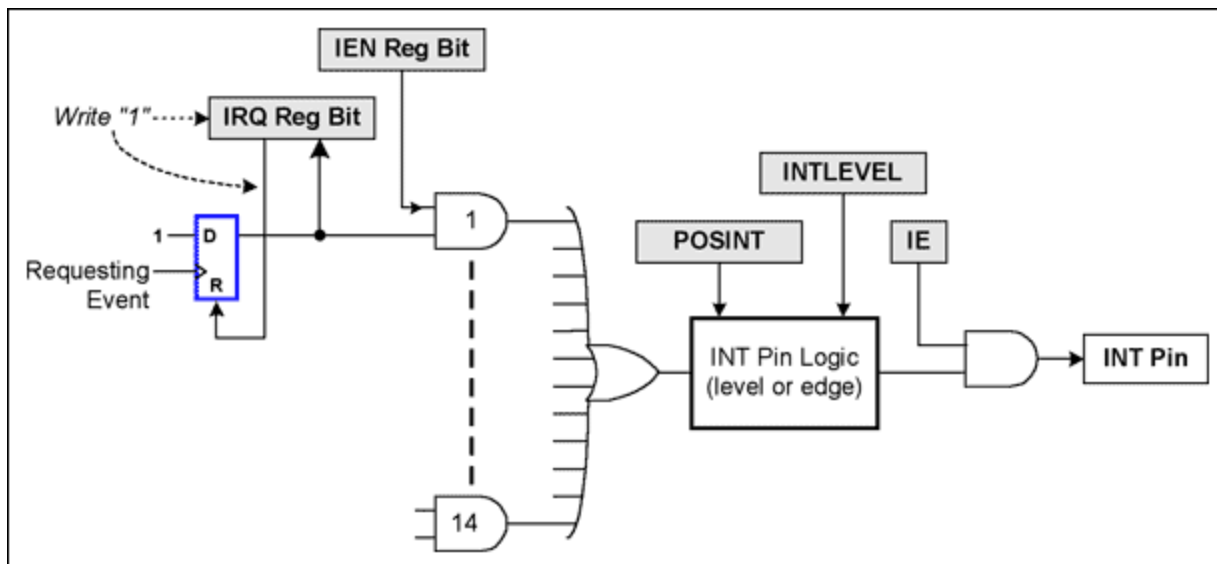 IEN Reg Bit
Write "1"
IRQ Reg Bit
INTLEVEL
1
POSINT
IE
1
D
Requesting
Event
R
INT Pin Logic
(level or edge)
INT Pin
14